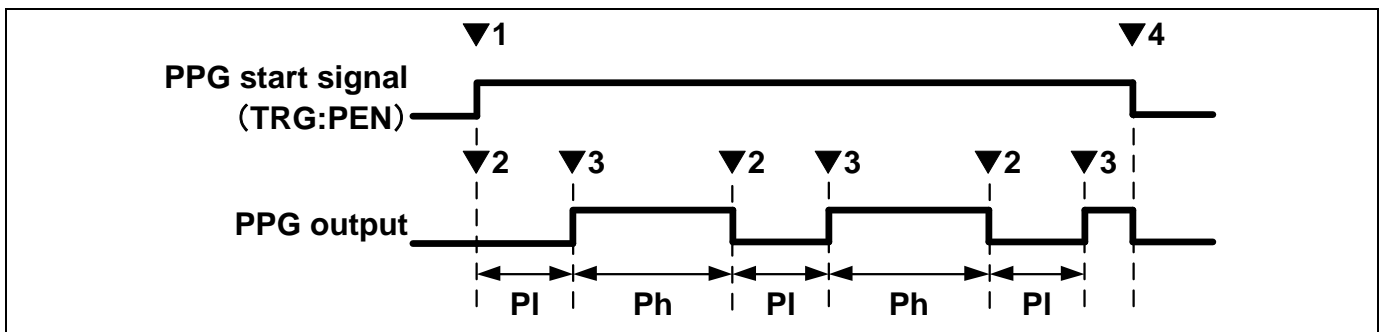 ▼1 ▼4
PPG start signal
（TRG:PEN）
▼2 ▼3 ▼2 ▼3 ▼2 ▼3
PPG output
Pl Ph Pl Ph Pl